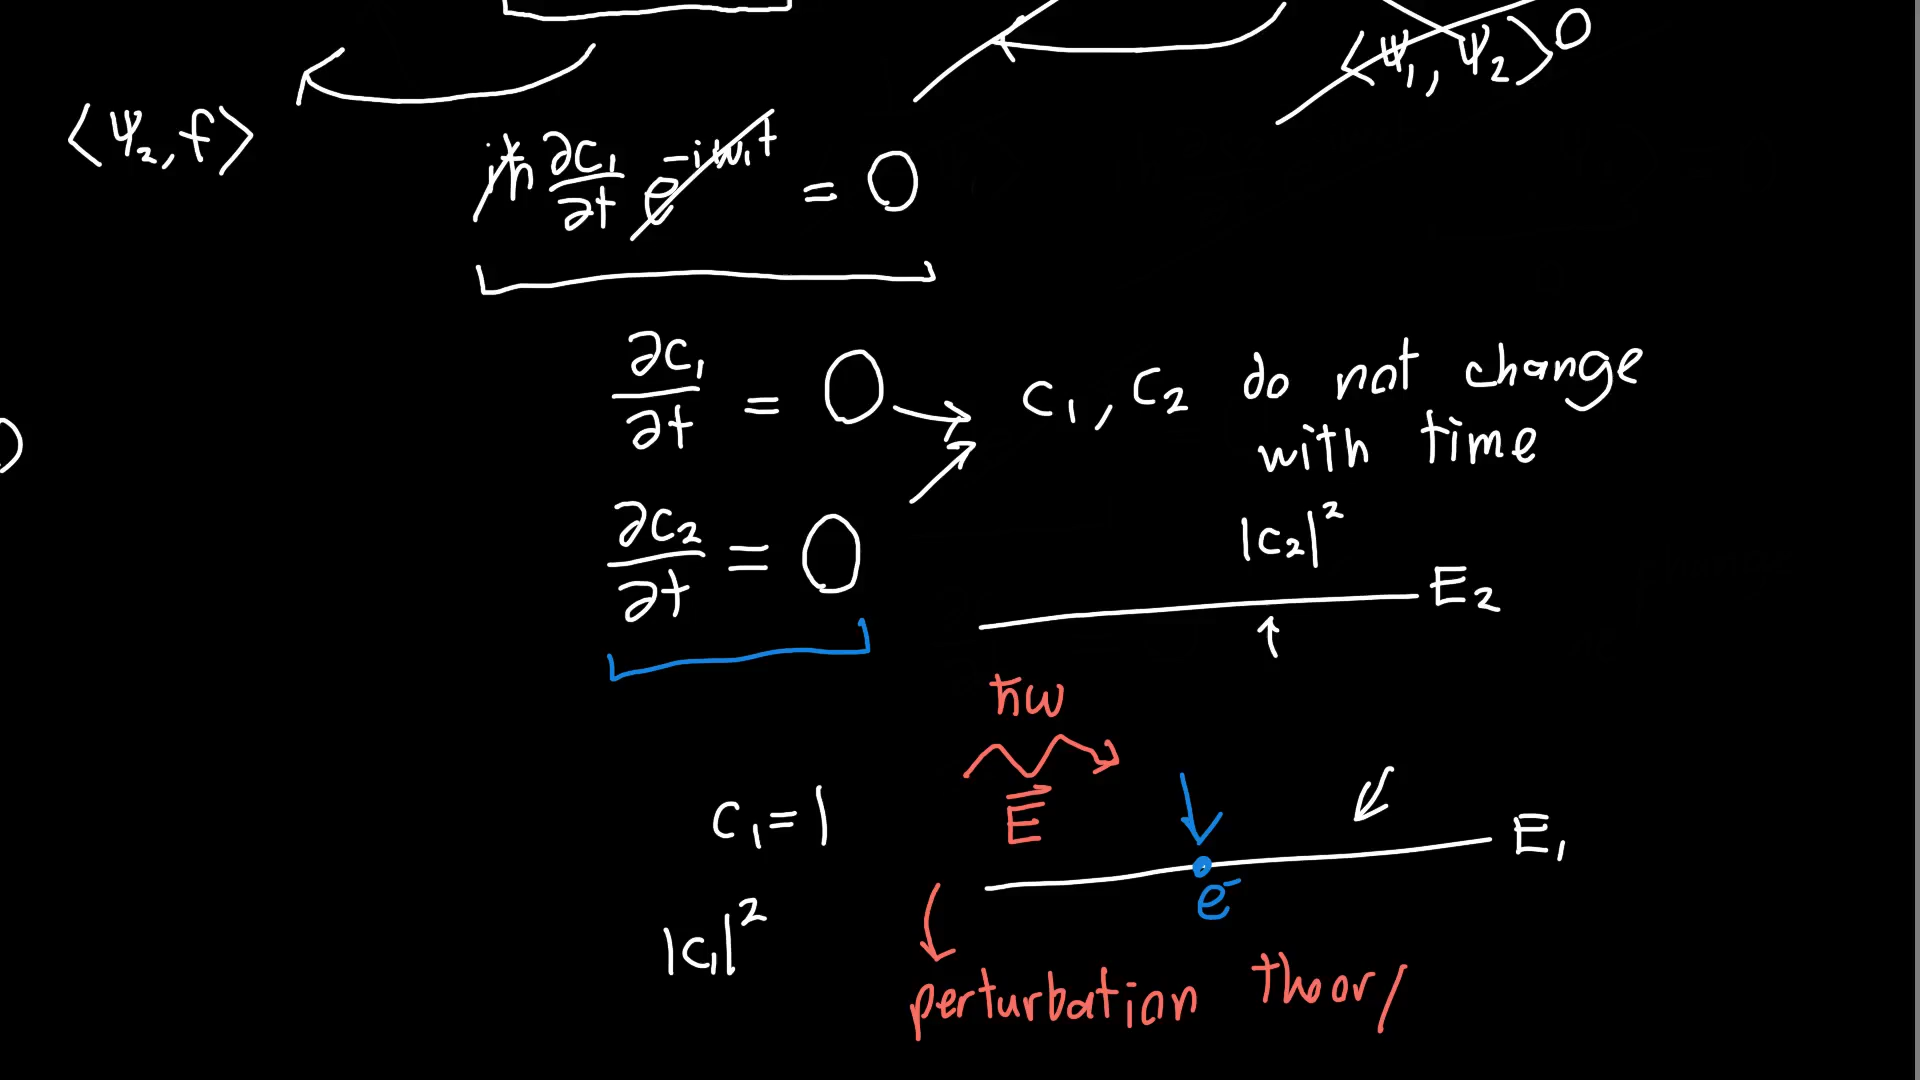 ⟨ψ₁, ψ₂⟩ 0
⟨ψ₂, f⟩
iħ ∂c₁/∂t e^(-iω₁t) = 0
∂c₁/∂t = 0 → c₁, c₂ do not change
with time
∂c₂/∂t = 0
|c₂|²
E₂
ħω
E⃗
c₁ = 1
E₁
e⁻
|c₁|²
perturbation theor/